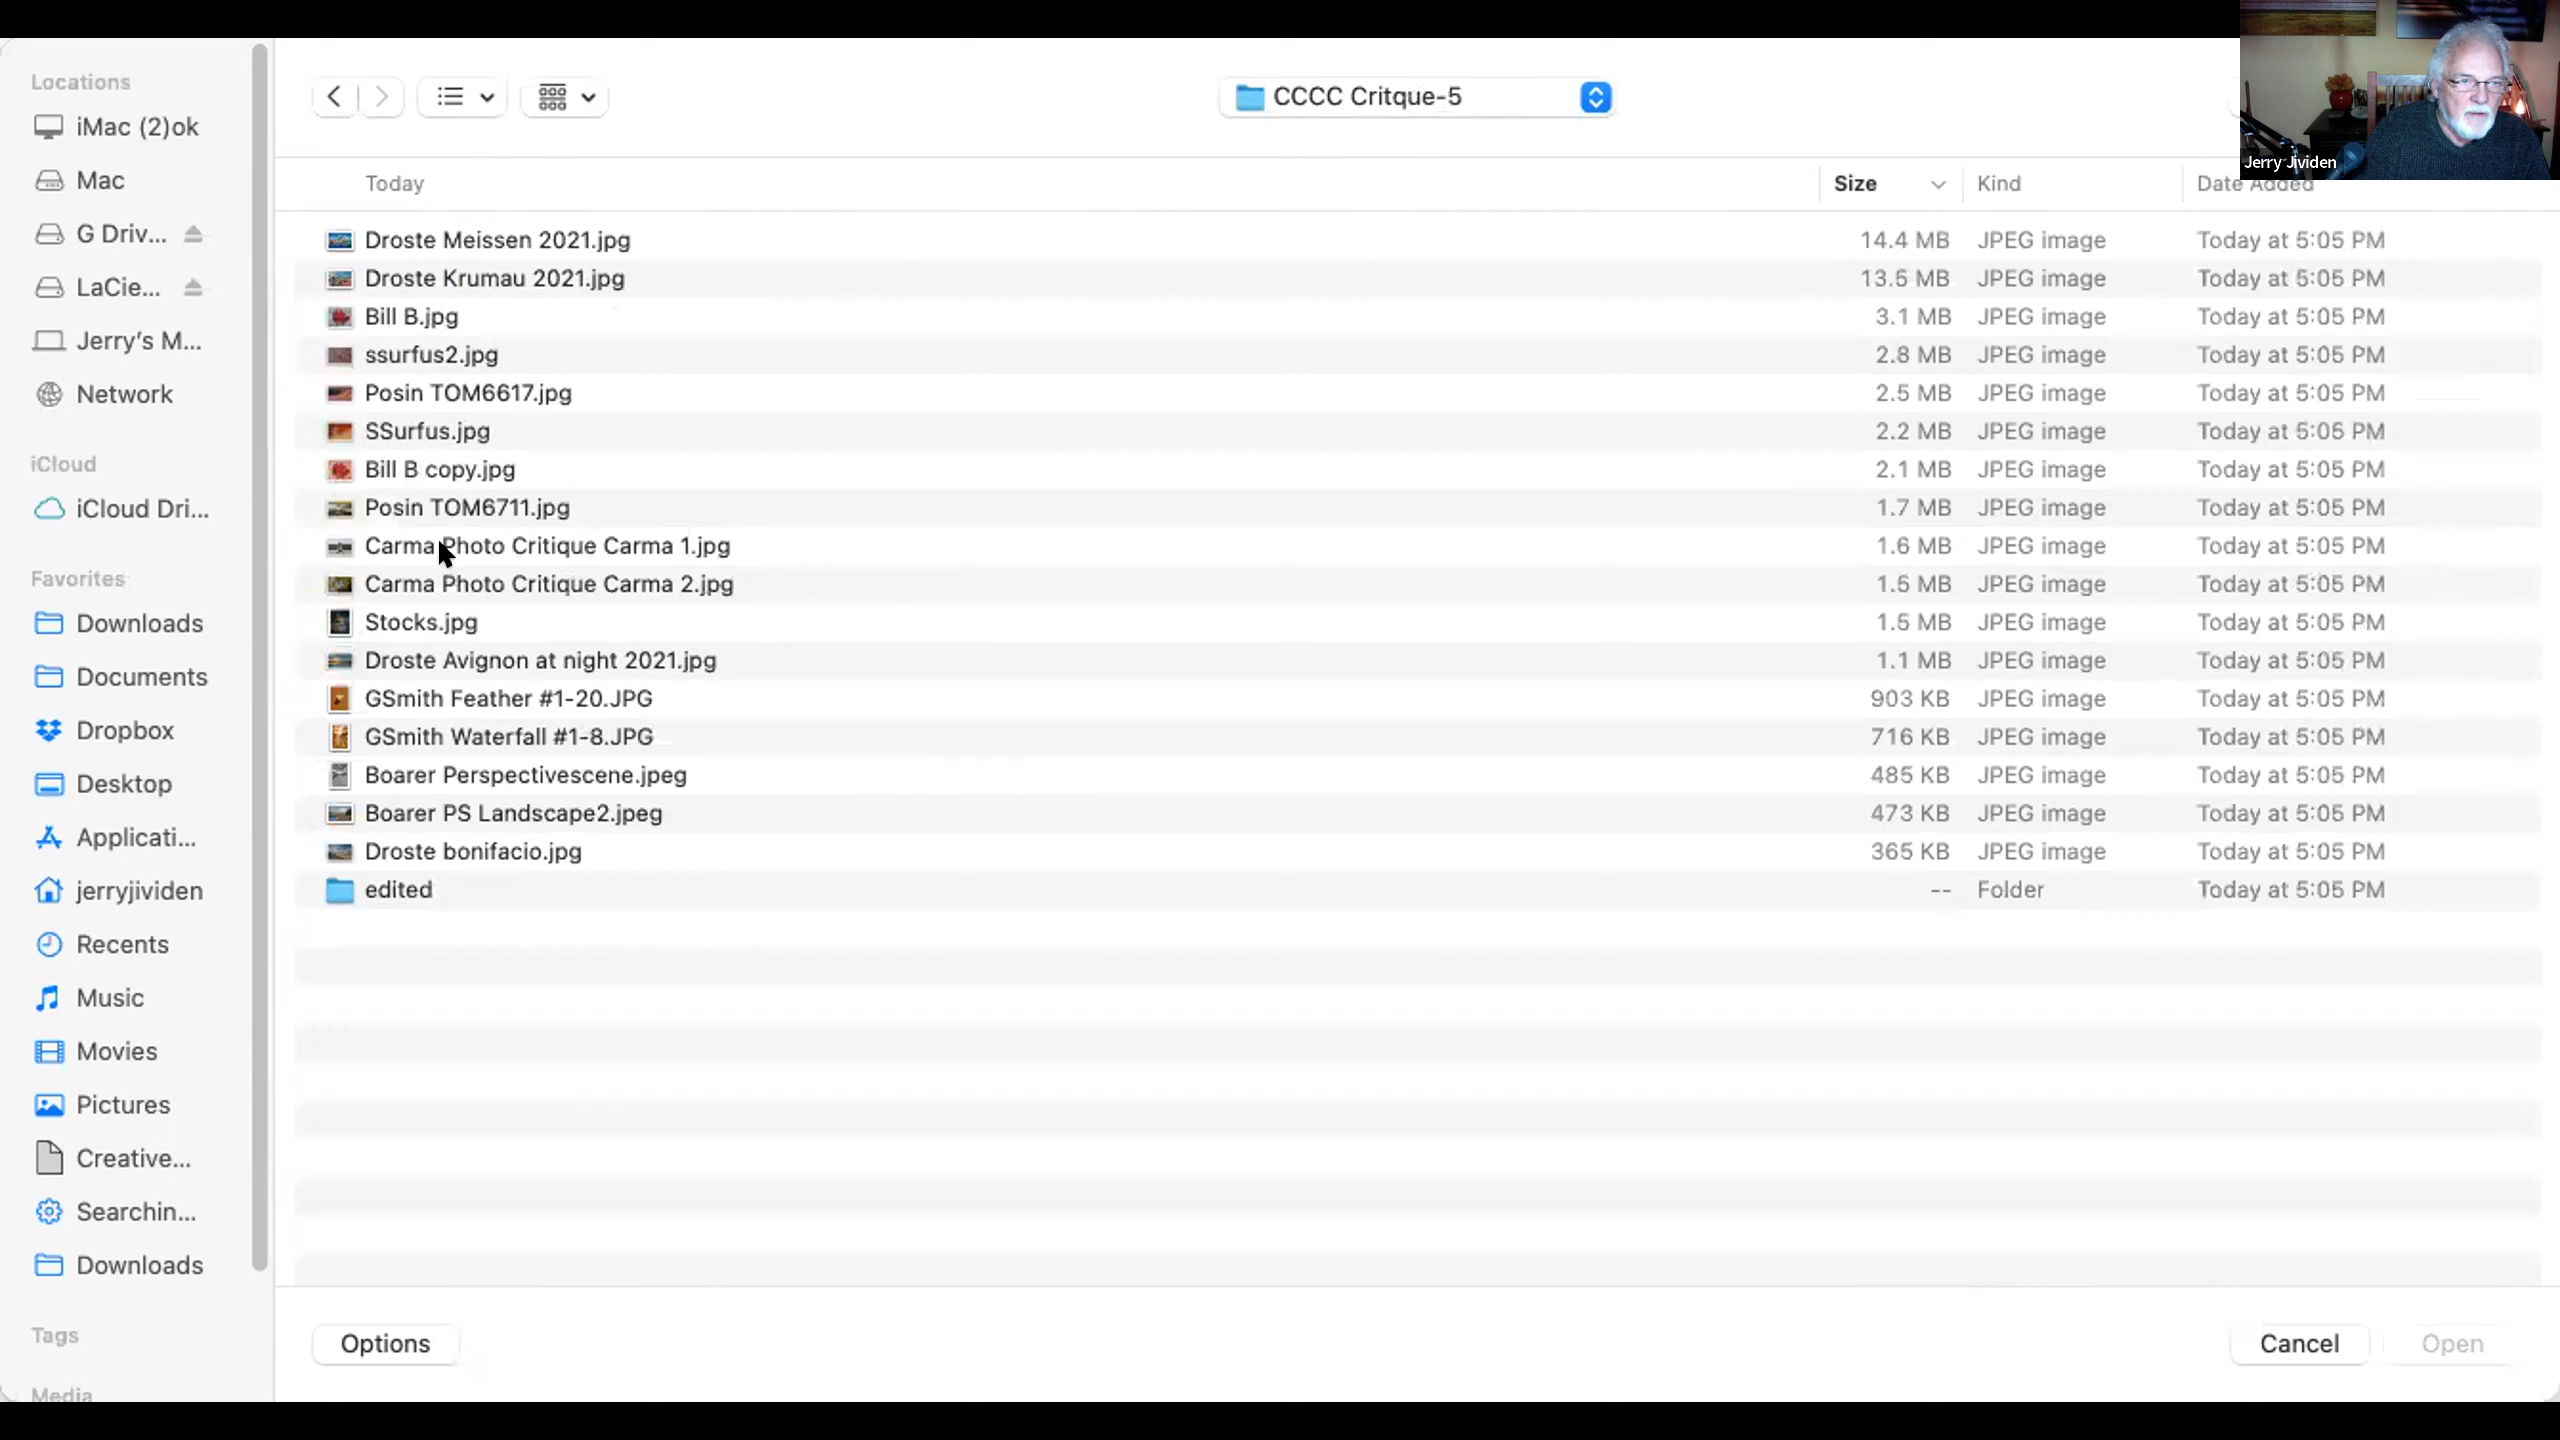 Locations
iMac (2)ok
Mac
G Driv...
LaCie...
Jerry's M...
Network
iCloud
iCloud Dri...
Favorites
Downloads
Documents
Dropbox
Desktop
Applicati...
jerryjividen
Recents
Music
Movies
Pictures
Creative...
Searchin...
Downloads
Tags
Media
CCCC Critque-5
Jerry Jividen
Today Size Kind Date Added
Droste Meissen 2021.jpg 14.4 MB JPEG image Today at 5:05 PM
Droste Krumau 2021.jpg 13.5 MB JPEG image Today at 5:05 PM
Bill B.jpg 3.1 MB JPEG image Today at 5:05 PM
ssurfus2.jpg 2.8 MB JPEG image Today at 5:05 PM
Posin TOM6617.jpg 2.5 MB JPEG image Today at 5:05 PM
SSurfus.jpg 2.2 MB JPEG image Today at 5:05 PM
Bill B copy.jpg 2.1 MB JPEG image Today at 5:05 PM
Posin TOM6711.jpg 1.7 MB JPEG image Today at 5:05 PM
Carma Photo Critique Carma 1.jpg 1.6 MB JPEG image Today at 5:05 PM
Carma Photo Critique Carma 2.jpg 1.5 MB JPEG image Today at 5:05 PM
Stocks.jpg 1.5 MB JPEG image Today at 5:05 PM
Droste Avignon at night 2021.jpg 1.1 MB JPEG image Today at 5:05 PM
GSmith Feather #1-20.JPG 903 KB JPEG image Today at 5:05 PM
GSmith Waterfall #1-8.JPG 716 KB JPEG image Today at 5:05 PM
Boarer Perspectivescene.jpeg 485 KB JPEG image Today at 5:05 PM
Boarer PS Landscape2.jpeg 473 KB JPEG image Today at 5:05 PM
Droste bonifacio.jpg 365 KB JPEG image Today at 5:05 PM
edited -- Folder Today at 5:05 PM
Options Cancel Open